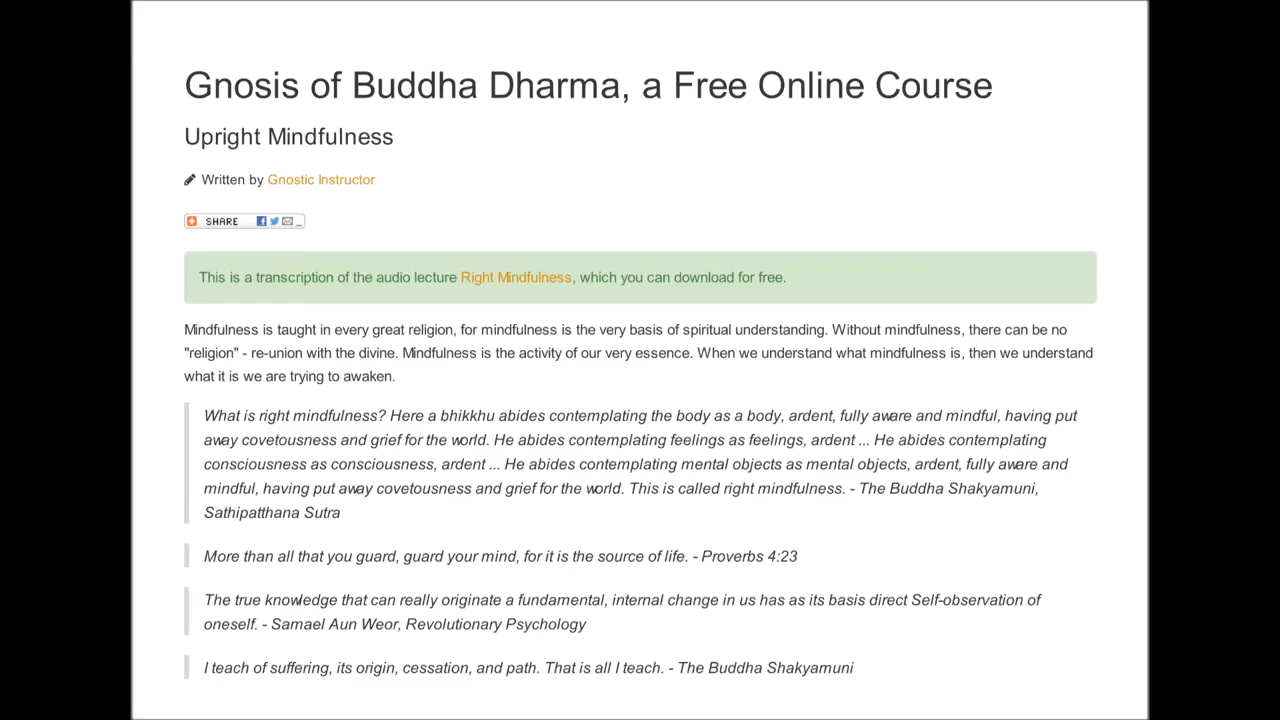 Gnosis of Buddha Dharma, a Free Online Course
Upright Mindfulness
Written by Gnostic Instructor
SHARE ...
This is a transcription of the audio lecture Right Mindfulness, which you can download for free.
Mindfulness is taught in every great religion, for mindfulness is the very basis of spiritual understanding. Without mindfulness, there can be no
"religion" - re-union with the divine. Mindfulness is the activity of our very essence. When we understand what mindfulness is, then we understand
what it is we are trying to awaken.
What is right mindfulness? Here a bhikkhu abides contemplating the body as a body, ardent, fully aware and mindful, having put
away covetousness and grief for the world. He abides contemplating feelings as feelings, ardent ... He abides contemplating
consciousness as consciousness, ardent ... He abides contemplating mental objects as mental objects, ardent, fully aware and
mindful, having put away covetousness and grief for the world. This is called right mindfulness. - The Buddha Shakyamuni,
Sathipatthana Sutra
More than all that you guard, guard your mind, for it is the source of life. - Proverbs 4:23
The true knowledge that can really originate a fundamental, internal change in us has as its basis direct Self-observation of
oneself. - Samael Aun Weor, Revolutionary Psychology
I teach of suffering, its origin, cessation, and path. That is all I teach. - The Buddha Shakyamuni